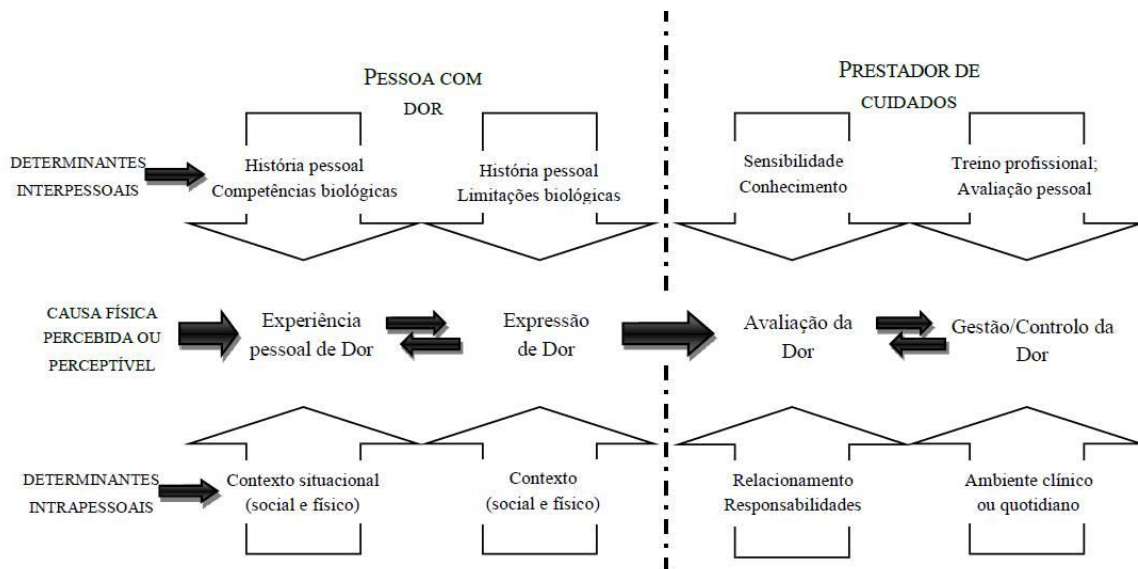 PESSOA COM
DOR
PRESTADOR DE
CUIDADOS
DETERMINANTES
INTERPESSOAIS
História pessoal
Competências biológicas
História pessoal
Limitações biológicas
Sensibilidade
Conhecimento
Treino profissional;
Avaliação pessoal
CAUSA FÍSICA
PERCEBIDA OU
PERCEPTÍVEL
Experiência
pessoal de Dor
Expressão
de Dor
Avaliação da
Dor
Gestão/Controlo da
Dor
DETERMINANTES
INTRAPESSOAIS
Contexto situacional
(social e físico)
Contexto
(social e físico)
Relacionamento
Responsabilidades
Ambiente clínico
ou quotidiano